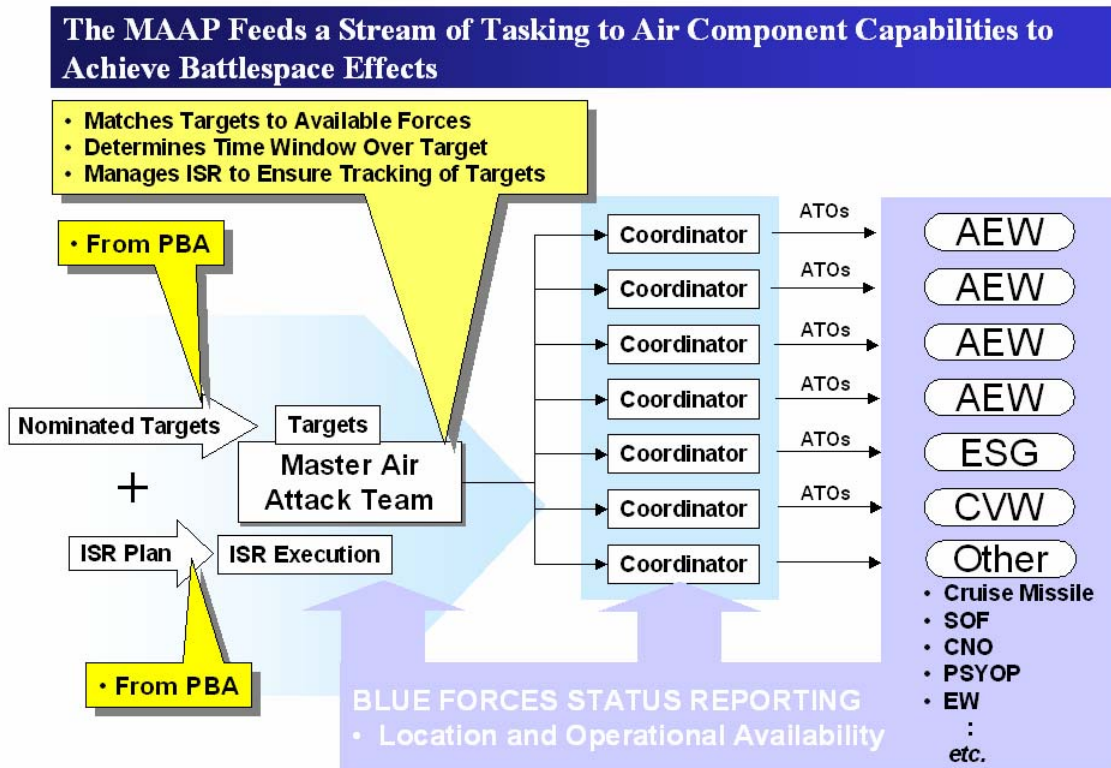 The MAAP Feeds a Stream of Tasking to Air Component Capabilities to
Achieve Battlespace Effects
• Matches Targets to Available Forces
• Determines Time Window Over Target
• Manages ISR to Ensure Tracking of Targets
• From PBA
Nominated Targets
+
ISR Plan
• From PBA
Targets
Master Air
Attack Team
ISR Execution
Coordinator
Coordinator
Coordinator
Coordinator
Coordinator
Coordinator
Coordinator
ATOs
ATOs
ATOs
ATOs
ATOs
ATOs
AEW
AEW
AEW
AEW
ESG
CVW
Other
• Cruise Missile
• SOF
• CNO
• PSYOP
• EW
:
etc.
BLUE FORCES STATUS REPORTING
• Location and Operational Availability